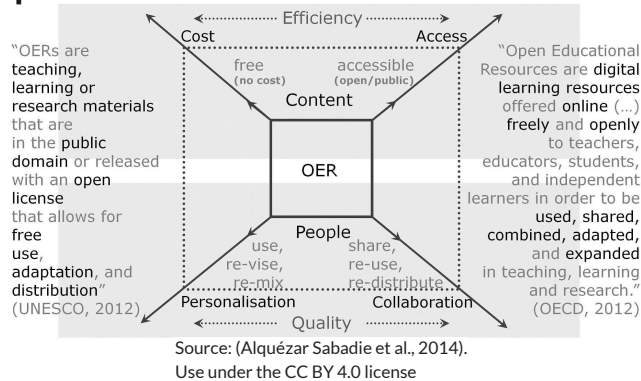 Efficiency
Cost
Access
free
(no cost)
accessible
(open/public)
Content
OER
People
use,
re-vise,
re-mix
share,
re-use,
re-distribute
Personalisation
Collaboration
Quality
“OERs are
teaching,
learning or
research materials
that are
in the public
domain or released
with an open
license
that allows for
free
use,
adaptation, and
distribution”
(UNESCO, 2012)
“Open Educational
Resources are digital
learning resources
offered online (...)
freely and openly
to teachers,
educators, students,
and independent
learners in order to be
used, shared,
combined, dapted,
and expanded
in teaching, learning
and research.”
(OECD, 2012)
Source: (Alquézar Sabadie et al., 2014).
Use under the CC BY 4.0 license